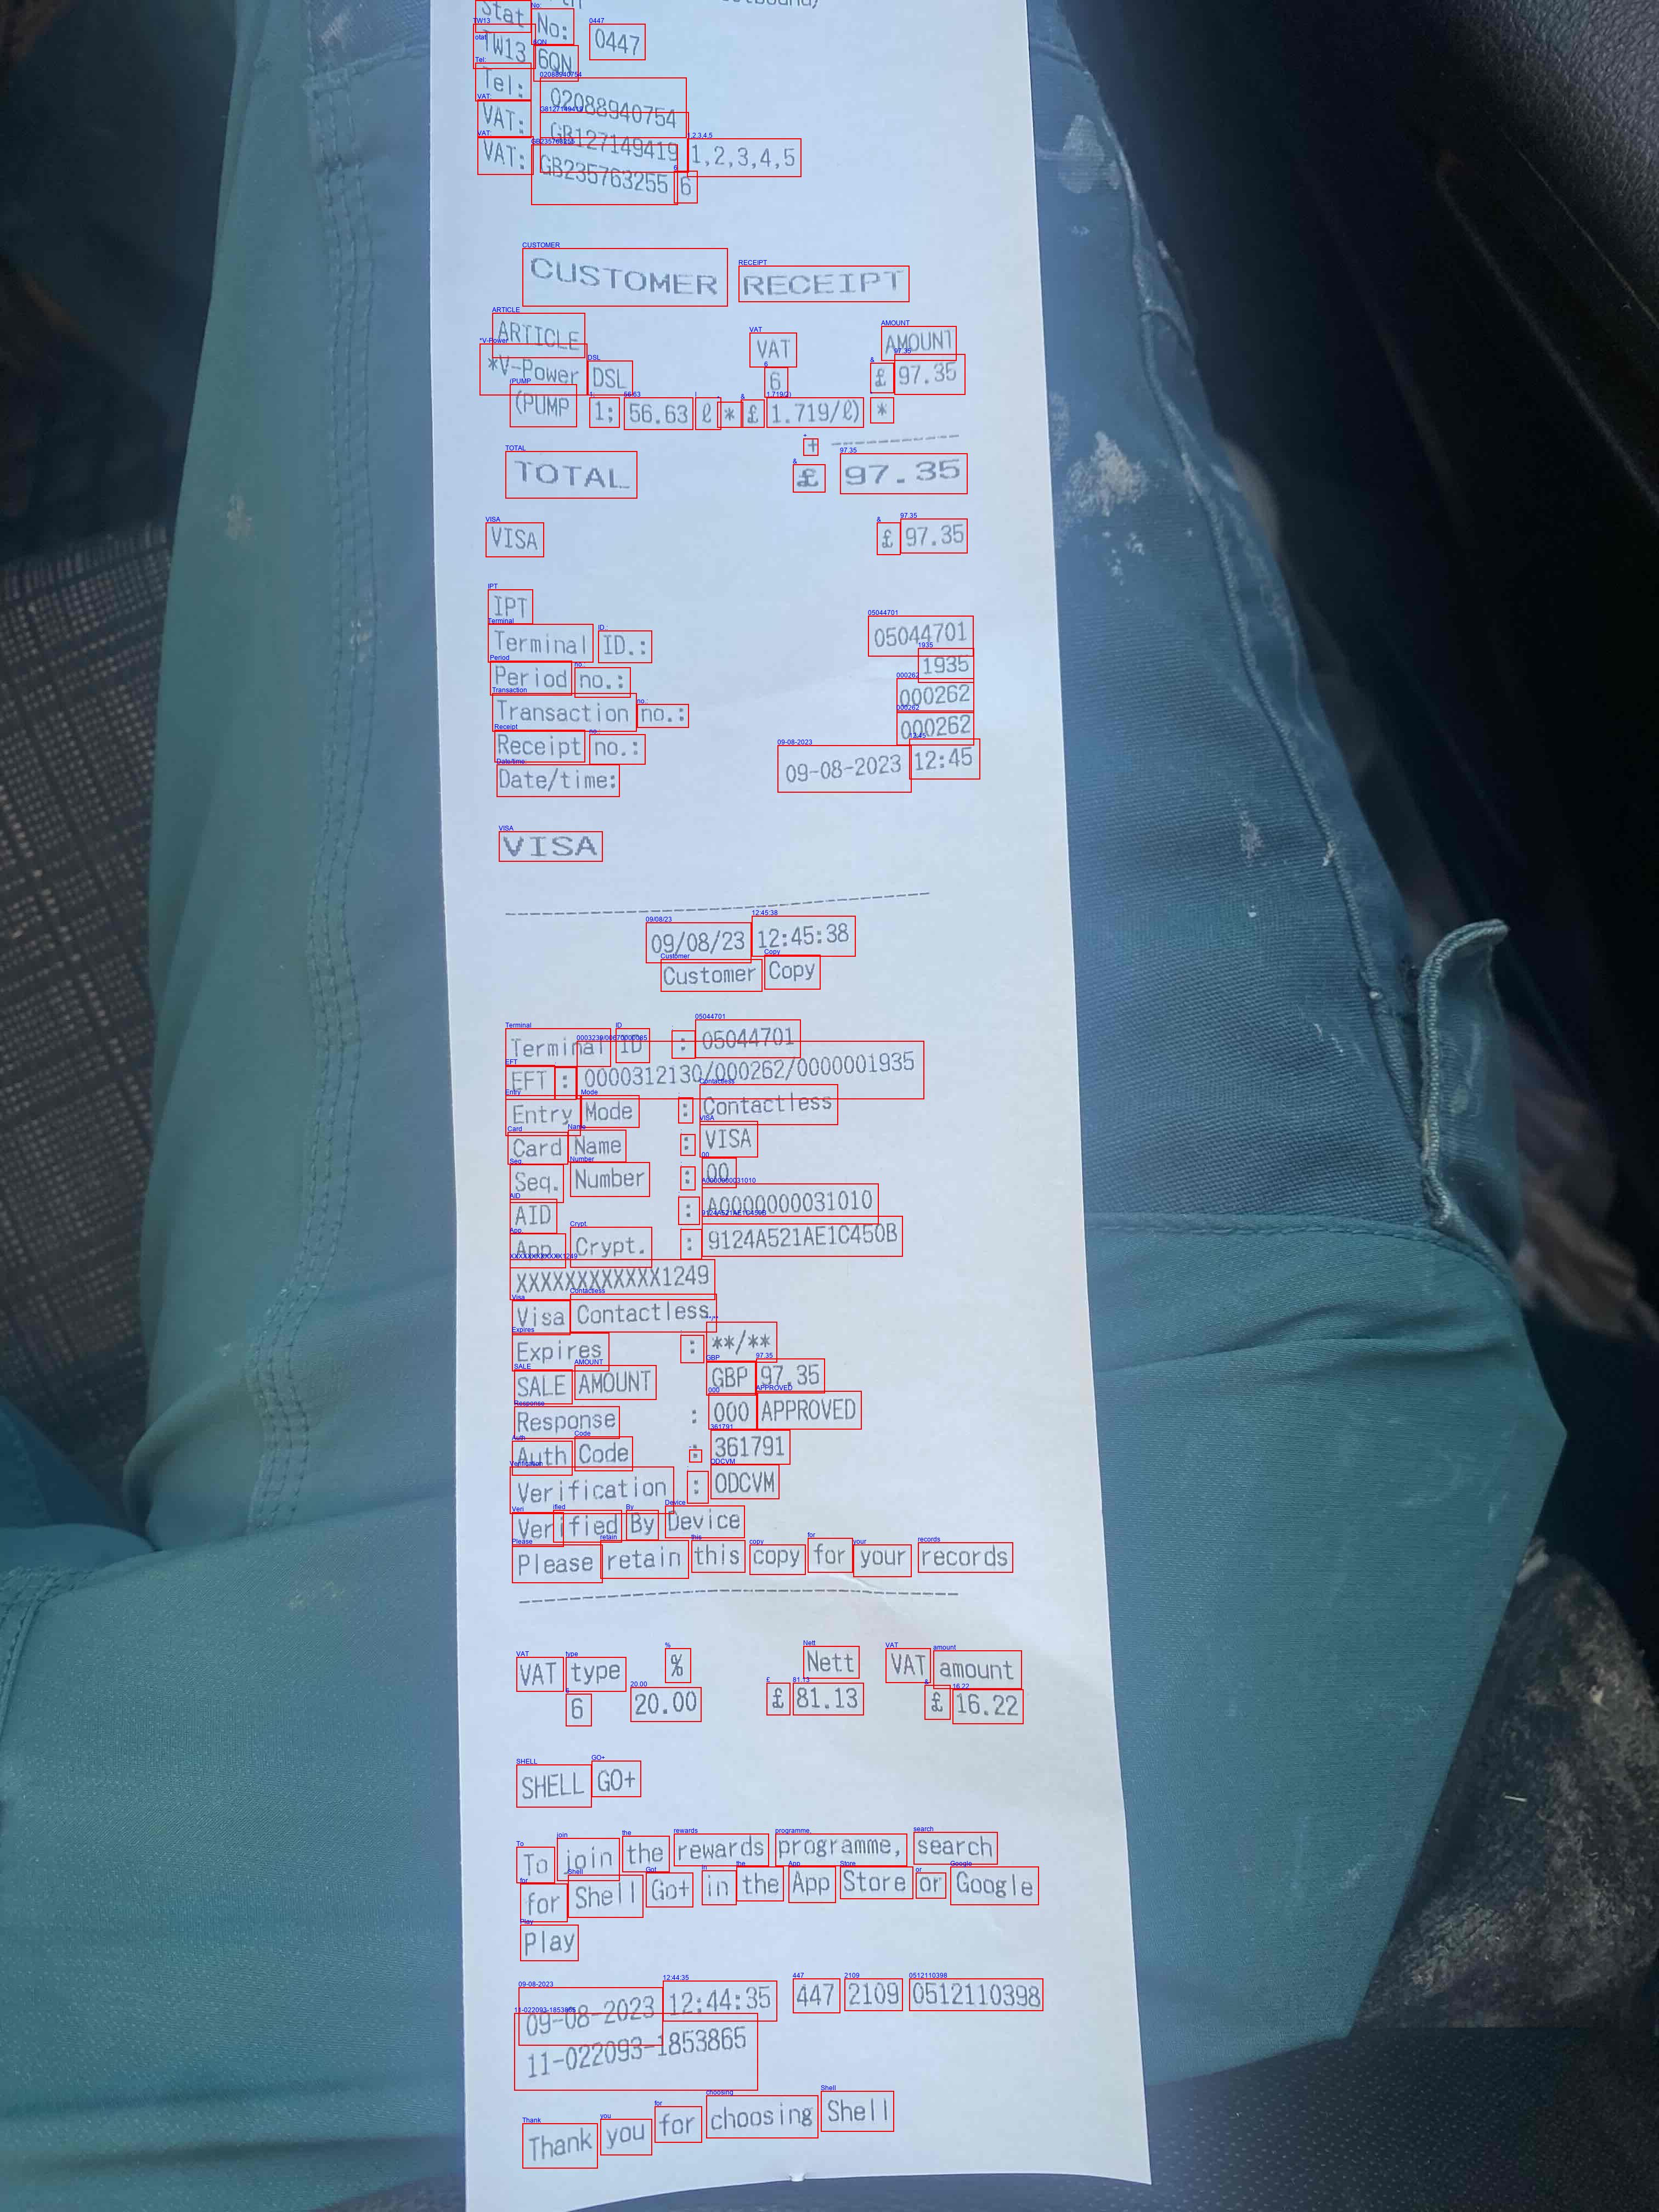 Stat No: 0447
TW13 6QN
Tel: 02088940754
VAT: GB127149419 1,2,3,4,5
VAT: GB235763255 6
CUSTOMER RECEIPT
ARTICLE VAT AMOUNT
*V-Power DSL 6 £ 97.35
(PUMP 1; 56.63 ℓ * £ 1.719/ℓ) *
+ ----------
TOTAL £ 97.35
VISA £ 97.35
IPT
Terminal ID.: 05044701
Period no.: 1935
Transaction no.: 000262
Receipt no.: 000262
Date/time: 09-08-2023 12:45
VISA
09/08/23 12:45:38
Customer Copy
Terminal ID : 05044701
EFT : 0000312130/000262/0000001935
Entry Mode : Contactless
Card Name : VISA
Seq. Number : 00
AID : A0000000031010
App. Crypt. : 9124A521AE1C450B
XXXXXXXXXXXX1249
Visa Contactless
Expires : **/**
SALE AMOUNT GBP 97.35
Response : 000 APPROVED
Auth Code : 361791
Verification : ODCVM
Verified By Device
Please retain this copy for your records
VAT type % Nett VAT amount
6 20.00 £ 81.13 £ 16.22
SHELL GO+
To join the rewards programme, search
for Shell Go+ in the App Store or Google
Play
09-08-2023 12:44:35 447 2109 0512110398
11-022093-1853865
Thank you for choosing Shell